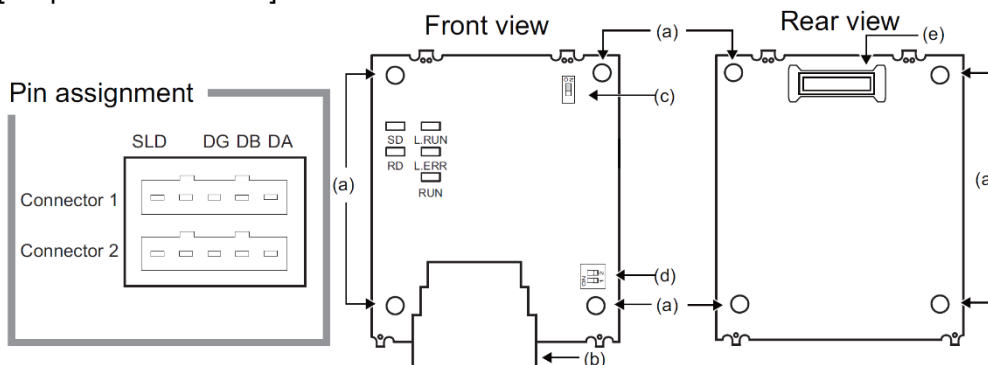 Front view
Rear view
(a)
(e)
Pin assignment
(c)
SLD DG DB DA
SD L.RUN
RD L.ERR
RUN
(a)
Connector 1
Connector 2
(d)
ON
(a)
(b)